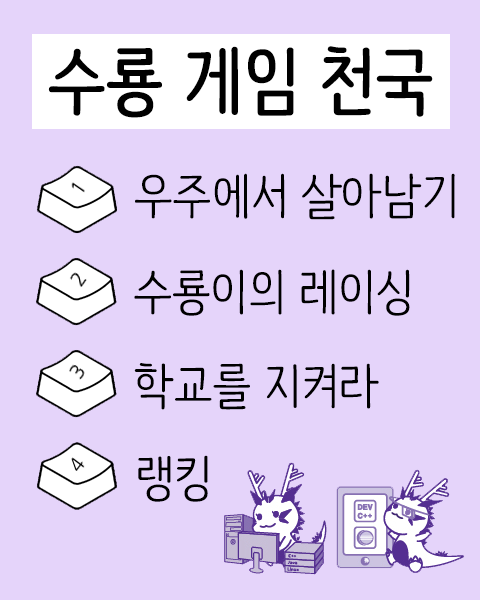 수룡 게임 천국
1 우주에서 살아남기
2 수룡이의 레이싱
3 학교를 지켜라
4 랭킹
DEV
C++
C++
Java
Linux